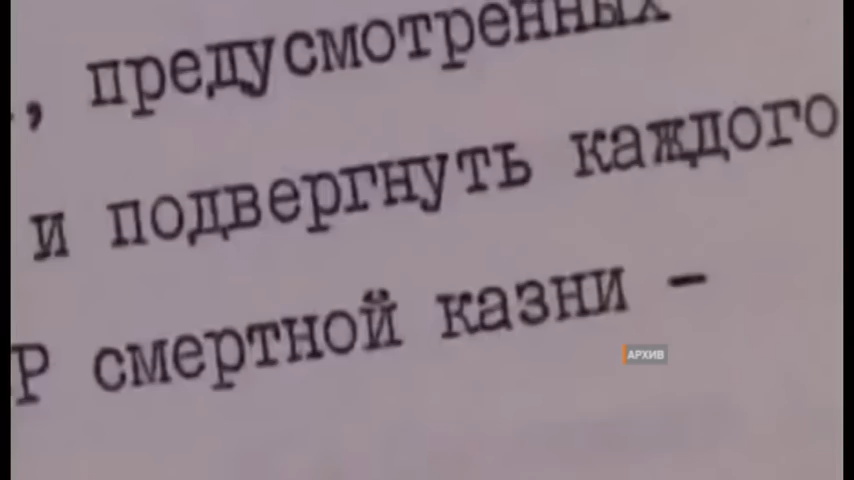 , предусмотренных
и подвергнуть каждого
Р смертной казни –
АРХИВ